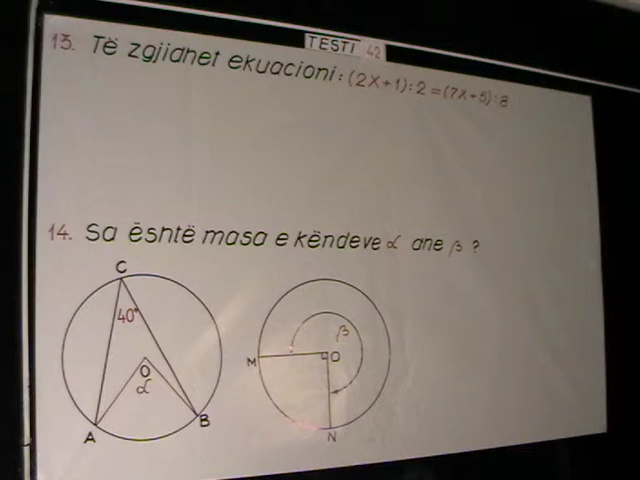 TESTI 42
13. Të zgjidhet ekuacioni: (2X+1):2=(7X+5):8
14. Sa është masa e këndeve α dhe β ?
C
40°
O
α
A
B
β
M
O
N